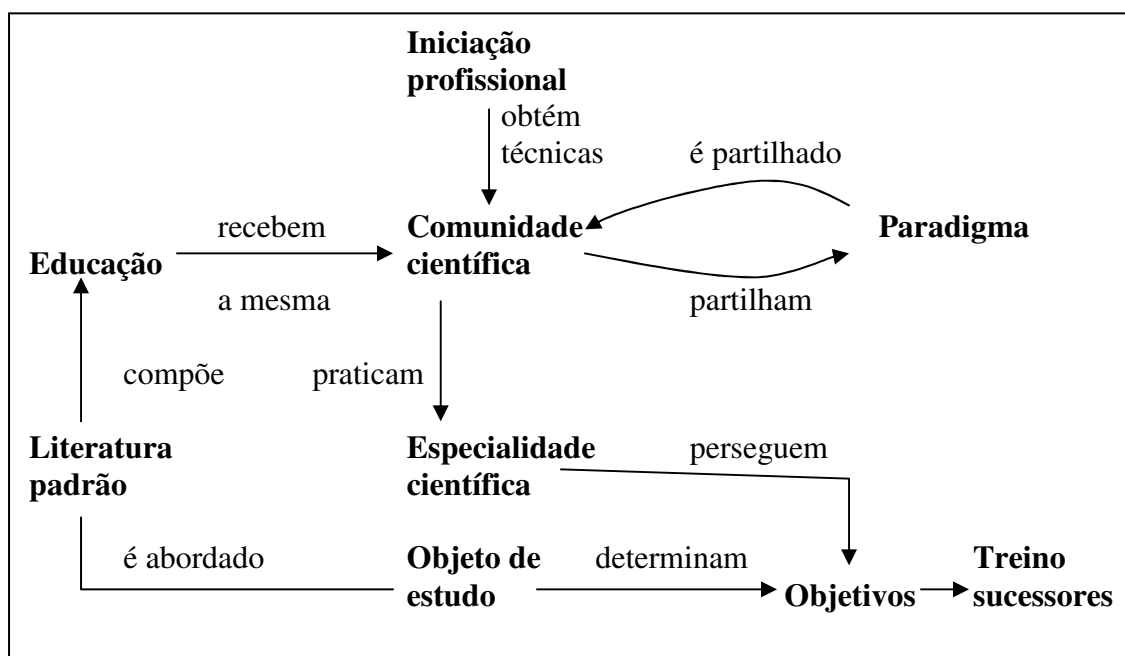 Iniciação
profissional
obtém
técnicas
é partilhado
recebem
Comunidade
científica
Paradigma
Educação
a mesma
partilham
compõe
praticam
Literatura
padrão
Especialidade
científica
perseguem
é abordado
Objeto de
estudo
determinam
Objetivos
Treino
sucessores